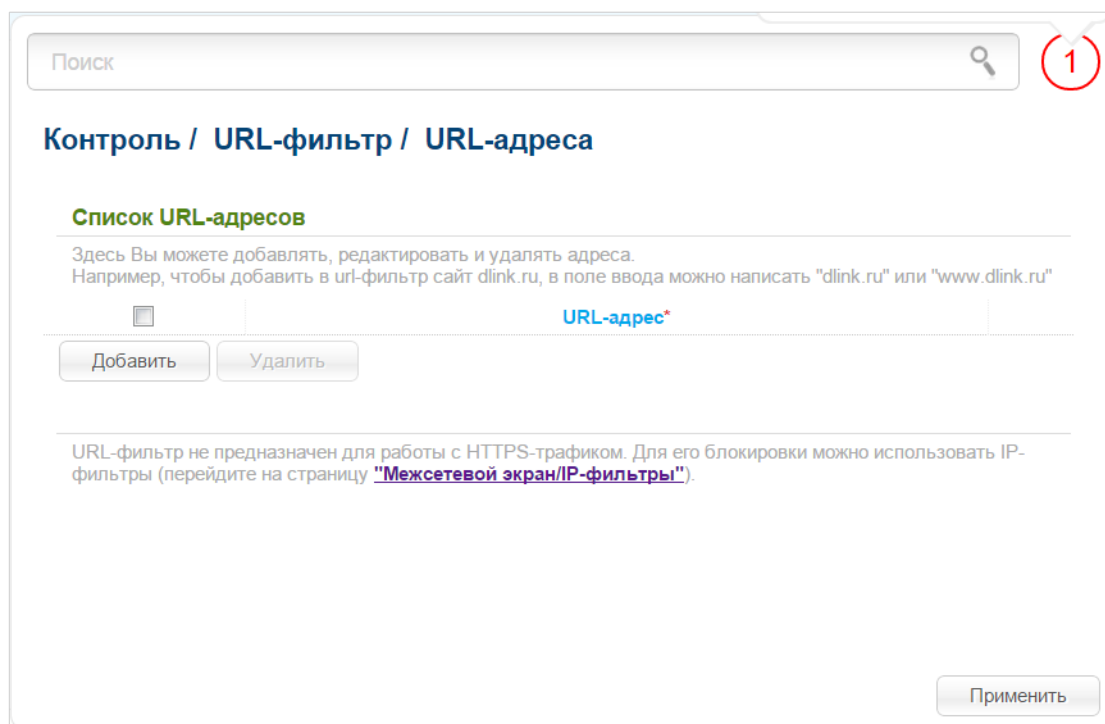 Поиск
1
Контроль / URL-фильтр / URL-адреса
Список URL-адресов
Здесь Вы можете добавлять, редактировать и удалять адреса.
Например, чтобы добавить в url-фильтр сайт dlink.ru, в поле ввода можно написать "dlink.ru" или "www.dlink.ru"
URL-адрес*
Добавить Удалить
URL-фильтр не предназначен для работы с HTTPS-трафиком. Для его блокировки можно использовать IP-
фильтры (перейдите на страницу "Межсетевой экран/IP-фильтры").
Применить